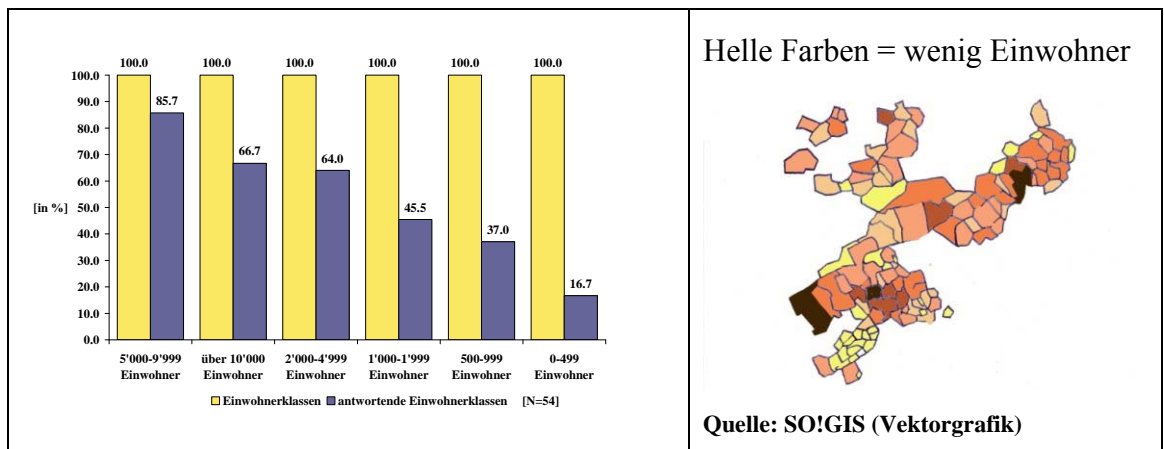 100.0 100.0 100.0 100.0 100.0 100.0
100.0
90.0
80.0
70.0
60.0
50.0
40.0
30.0
20.0
10.0
0.0
[in %]
85.7
66.7
64.0
45.5
37.0
16.7
5'000-9'999 Einwohner
über 10'000 Einwohner
2'000-4'999 Einwohner
1'000-1'999 Einwohner
500-999 Einwohner
0-499 Einwohner
Einwohnerklassen antwortende Einwohnerklassen [N=54]
Helle Farben = wenig Einwohner
Quelle: SO!GIS (Vektorgrafik)